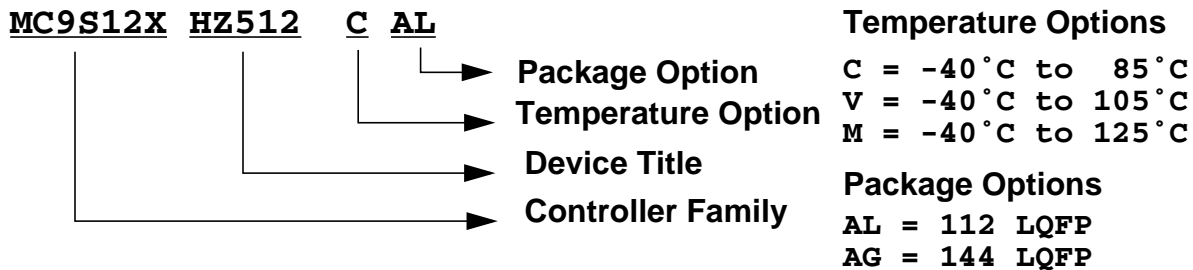 MC9S12X HZ512 C AL
Package Option
Temperature Option
Device Title
Controller Family
Temperature Options
C = -40˚C to 85˚C
V = -40˚C to 105˚C
M = -40˚C to 125˚C
Package Options
AL = 112 LQFP
AG = 144 LQFP